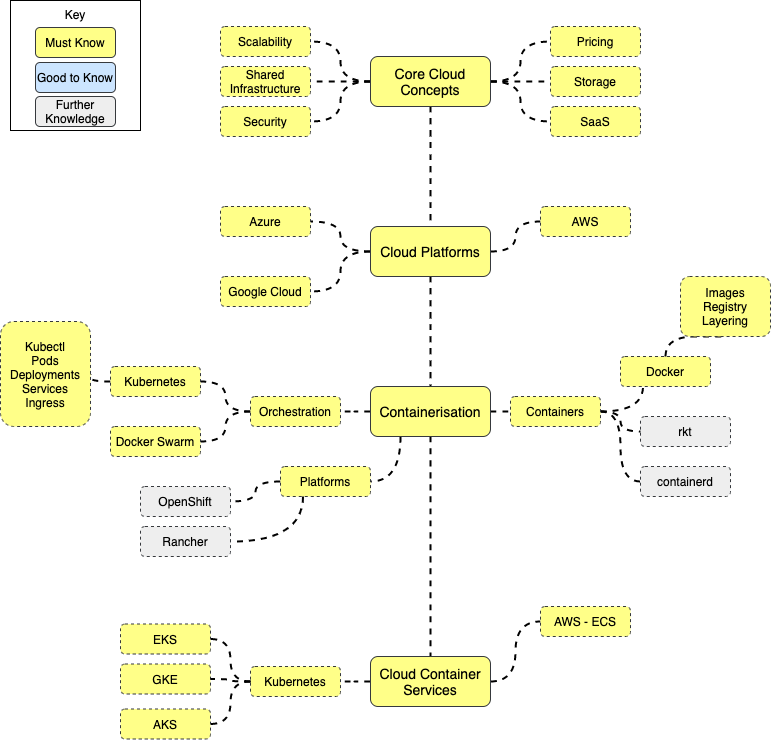 Key
Must Know
Good to Know
Further
Knowledge
Scalability
Shared
Infrastructure
Security
Core Cloud
Concepts
Pricing
Storage
SaaS
Azure
Google Cloud
Cloud Platforms
AWS
Images
Registry
Layering
Docker
Kubectl
Pods
Deployments
Services
Ingress
Kubernetes
Docker Swarm
Orchestration
Containerisation
Containers
rkt
containerd
Platforms
OpenShift
Rancher
AWS - ECS
EKS
GKE
AKS
Kubernetes
Cloud Container
Services